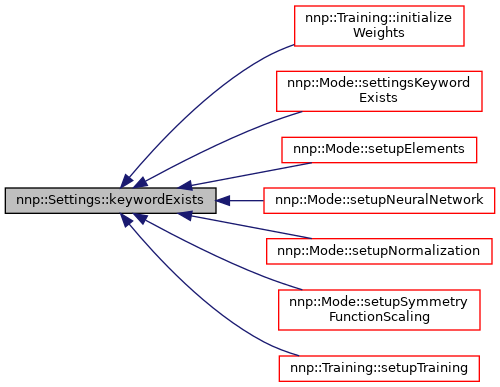 nnp::Training::initialize
Weights
nnp::Mode::settingsKeyword
Exists
nnp::Mode::setupElements
nnp::Settings::keywordExists
nnp::Mode::setupNeuralNetwork
nnp::Mode::setupNormalization
nnp::Mode::setupSymmetry
FunctionScaling
nnp::Training::setupTraining